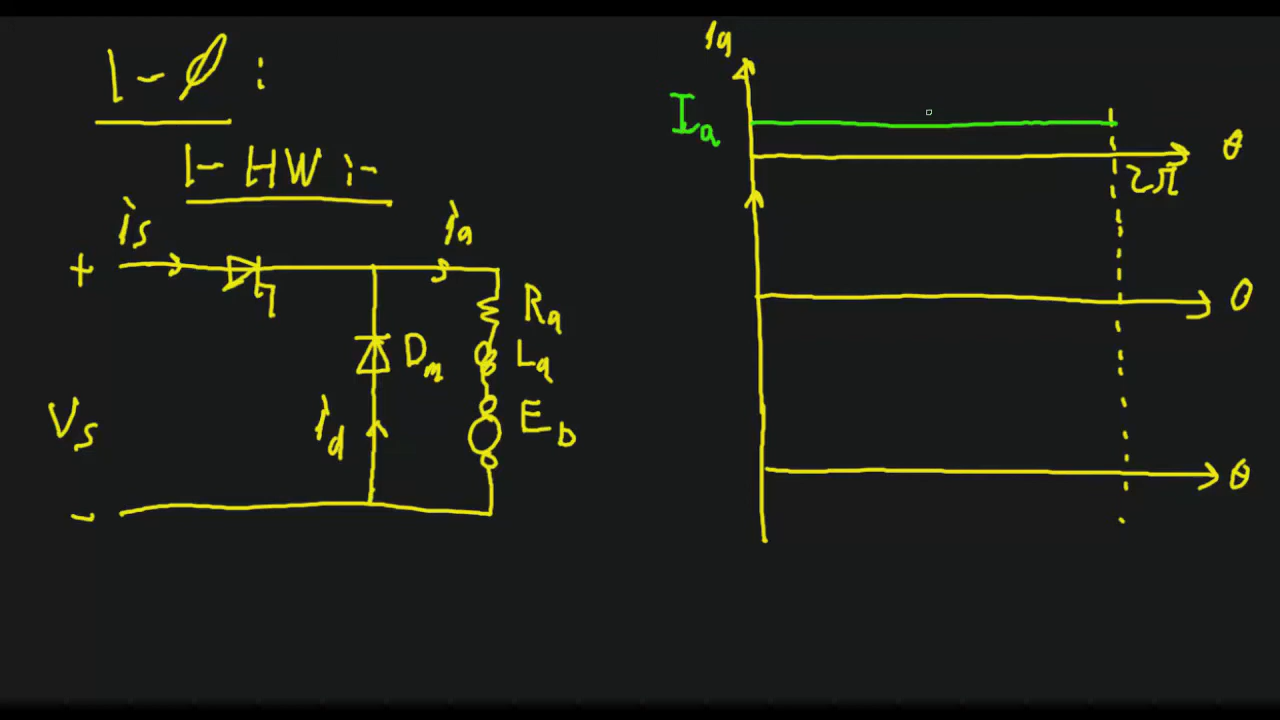 1-Ø:
1- HW :-
+
is
ia
Ra
Dm
La
Vs
id
Eb
-
ia
Ia
θ
2π
θ
θ